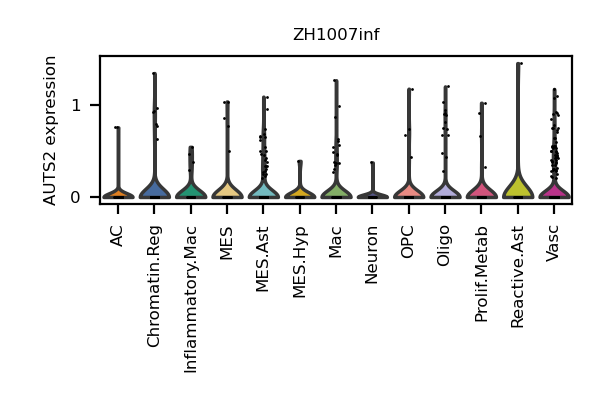 ZH1007inf
AUTS2 expression
1
0
AC
Chromatin.Reg
Inflammatory.Mac
MES
MES.Ast
MES.Hyp
Mac
Neuron
OPC
Oligo
Prolif.Metab
Reactive.Ast
Vasc